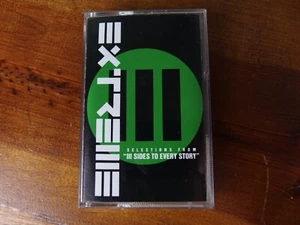 EXTREME
III
SELECTIONS FROM
"III SIDES TO EVERY STORY"